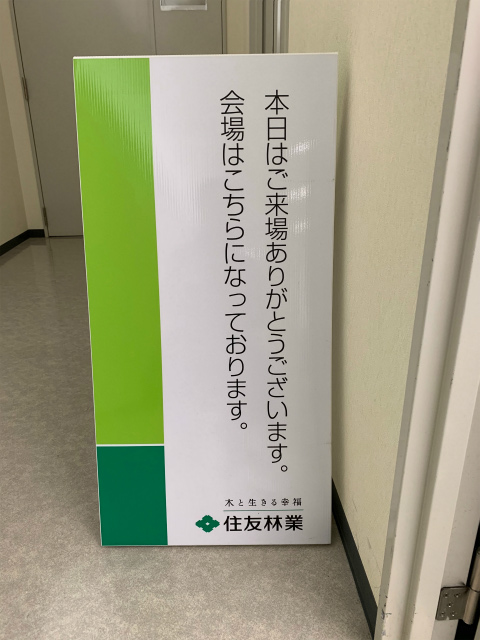 本日はご来場ありがとうございます。
会場はこちらになっております。
木と生きる幸福
住友林業